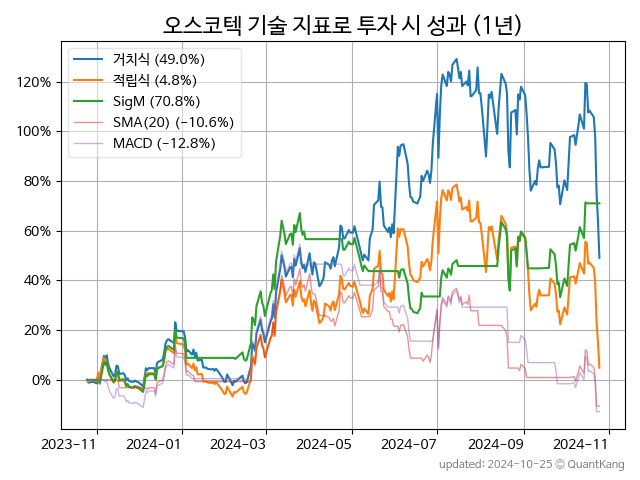 오스코텍 기술 지표로 투자 시 성과 (1년)
거치식 (49.0%)
적립식 (4.8%)
SigM (70.8%)
SMA(20) (−10.6%)
MACD (−12.8%)
120%
100%
80%
60%
40%
20%
0%
2023−11 2024−01 2024−03 2024−05 2024−07 2024−09 2024−11
updated: 2024-10-25 ⓒ QuantKang